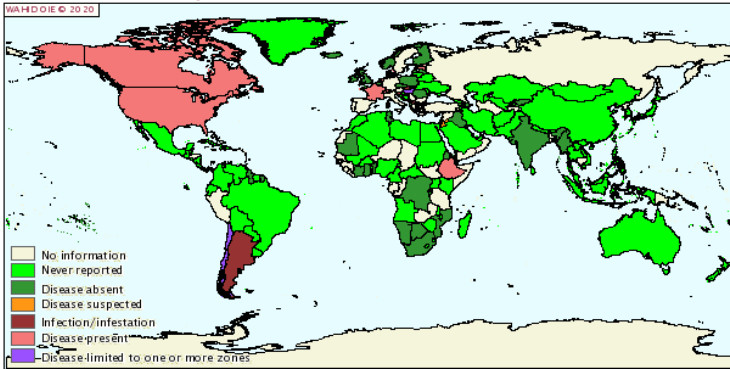 WAHID OIE © 2020
No information
Never reported
Disease absent
Disease suspected
Infection/infestation
Disease present
Disease limited to one or more zones